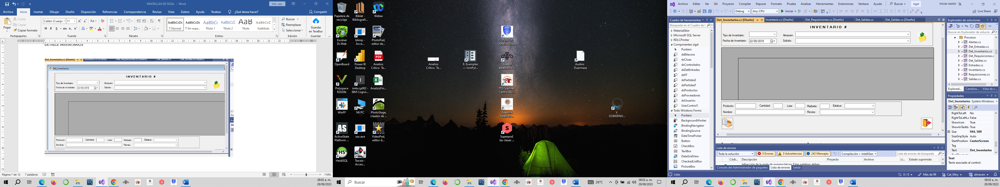 PANTALLAS DE SIGAL - Word
Inic. ses.
Archivo Inicio Insertar Dibujar Diseño Disposición Referencias Correspondencia Revisar Vista Zotero Ayuda Terabox ¿Qué desea hacer? Compartir
Pegar
Cortar
Copiar
Copiar formato
Portapapeles
Calibri (Cuerpo 11
Fuente
Párrafo
AaBbCcDc AaBbCcDc AaBbCc AaBbCcD AaB AaBbCcD
¶ Normal ¶ Sin espa... Título 1 Título 2 Título Subtítulo
Estilos
Buscar
Reemplazar
Seleccionar
Edición
Guardar en TeraBox
Guardar
DETALLE INVENTARIOS
Det_Inventarios.cs [Diseño] Inventario.cs [Diseño] Det_Requisiciones.cs [Diseño] Det_Salidas.cs Det_Salidas.cs [Diseño]
Det_Inventarios
INVENTARIO #
Tipo de Inventario: Almacen:
Fecha de Inventario: 22/08/2018 Solicito:
Producto: Cantidad: Lote: Marbete: Estatus:
Nombre: Reviso:
Página 7 de 12 7 palabras 116%
08:02 a. m.
29/09/2023
Papelera de reciclaje
Biblat - Bibliografi...
Webex
Escáner Dr.Web
blimp - Acce...
PhotoPad, editor de...
OpenBoard
Power BI Desktop
Analisis Critico Te...
Polyspace R2020b
imbccp002 - IBM Cogno...
AnalizizFin...
WinFF
Mi PC
PhotoStage, creador de ...
ActiveState Platform ...
sox.exe
VideoPad, editor d...
HeidiSQL
Traceis - Acces...
Analisis Critico Te...
8. Examples — IronPyt...
CONTACTO - Analisis Da...
Asesor estadístico ...
TESISyachay Centro de I...
Asesoria Estadistic...
Superprof, las clases ...
Audios Duermase
V. GOBIERNO...
Buscar
26°C
08:02 a. m.
29/09/2023
Archivo Editar Ver Git Proyecto Compilar Depurar Formato Prueba Analizar Herramientas Extensiones Ventana Ayuda Buscar sigal Iniciar sesión
Debug Any CPU Iniciar Live Share
Cuadro de herramientas
Búsqueda en el Cuadro de l
MaterialSkin
Microsoft SQL Server
RDLCPrinter
Componentes sigal
Puntero
dsBitacora
dsClues
dsControlados
dsDetEntradas
dsFF
dsPartidasE
dsPartidasF
dsProductos
dsProveedores
dsUsuarios
UserControl1
Todo Windows Forms
Puntero
BackgroundWorker
BindingNavigator
BindingSource
DateTimePicker
Button
CheckBox
TextBox
DataGridView
CheckedListBox
PictureBox
Det_Inventarios.cs [Diseño] Inventario.cs [Diseño] Det_Requisiciones.cs [Diseño] Det_Salidas.cs Det_Salidas.cs [Diseño]
INVENTARIO #
Tipo de Inventario: Almacen:
Fecha de Inventario: 22/08/2018 Solicito:
Producto: Cantidad: Lote: Marbete: Estatus:
Nombre: Reviso:
Lista de errores
Toda la solución 0 Errores 0 Advertencias 243 Mensajes Compilación + IntelliSen Lista de errores de búsqueda
Códi... Descripción Proyecto Archivo Lí... Estado suprimido
Infracción de la regla de nomenclatura: Estas palabras deben
Consola del Administrador de paquetes Lista de errores Salida
Explorador de soluciones
Buscar en Explorador de solucion
Procesos
Alertas.cs
Det_Entradas.cs
Det_Inventarios.cs
Det_Requisiciones.c
Det_Salidas.cs
Entradas.cs
Inventario.cs
Requisiciones.cs
Salidas.cs
Explorad... Cambios... Vista de c...
Propiedades
Det_Inventarios System.Windows.
RightToLeft No
RightToLeftLa False
ShowIcon True
ShowInTaskba True
Size 944, 509
SizeGripStyle Auto
StartPosition CenterScreen
Tag
Text Det_Inventarios
Text
Texto asociado al control.
Listo 0 / 0 Más de 99 Cat_Moy almacen
08:02 a. m.
29/09/2023